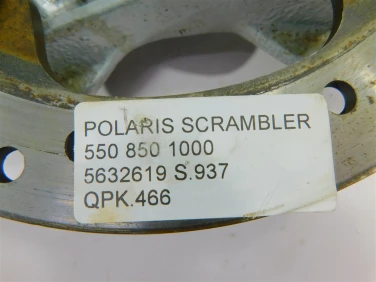 POLARIS SCRAMBLER
550 850 1000
5632619 S.937
QPK.466